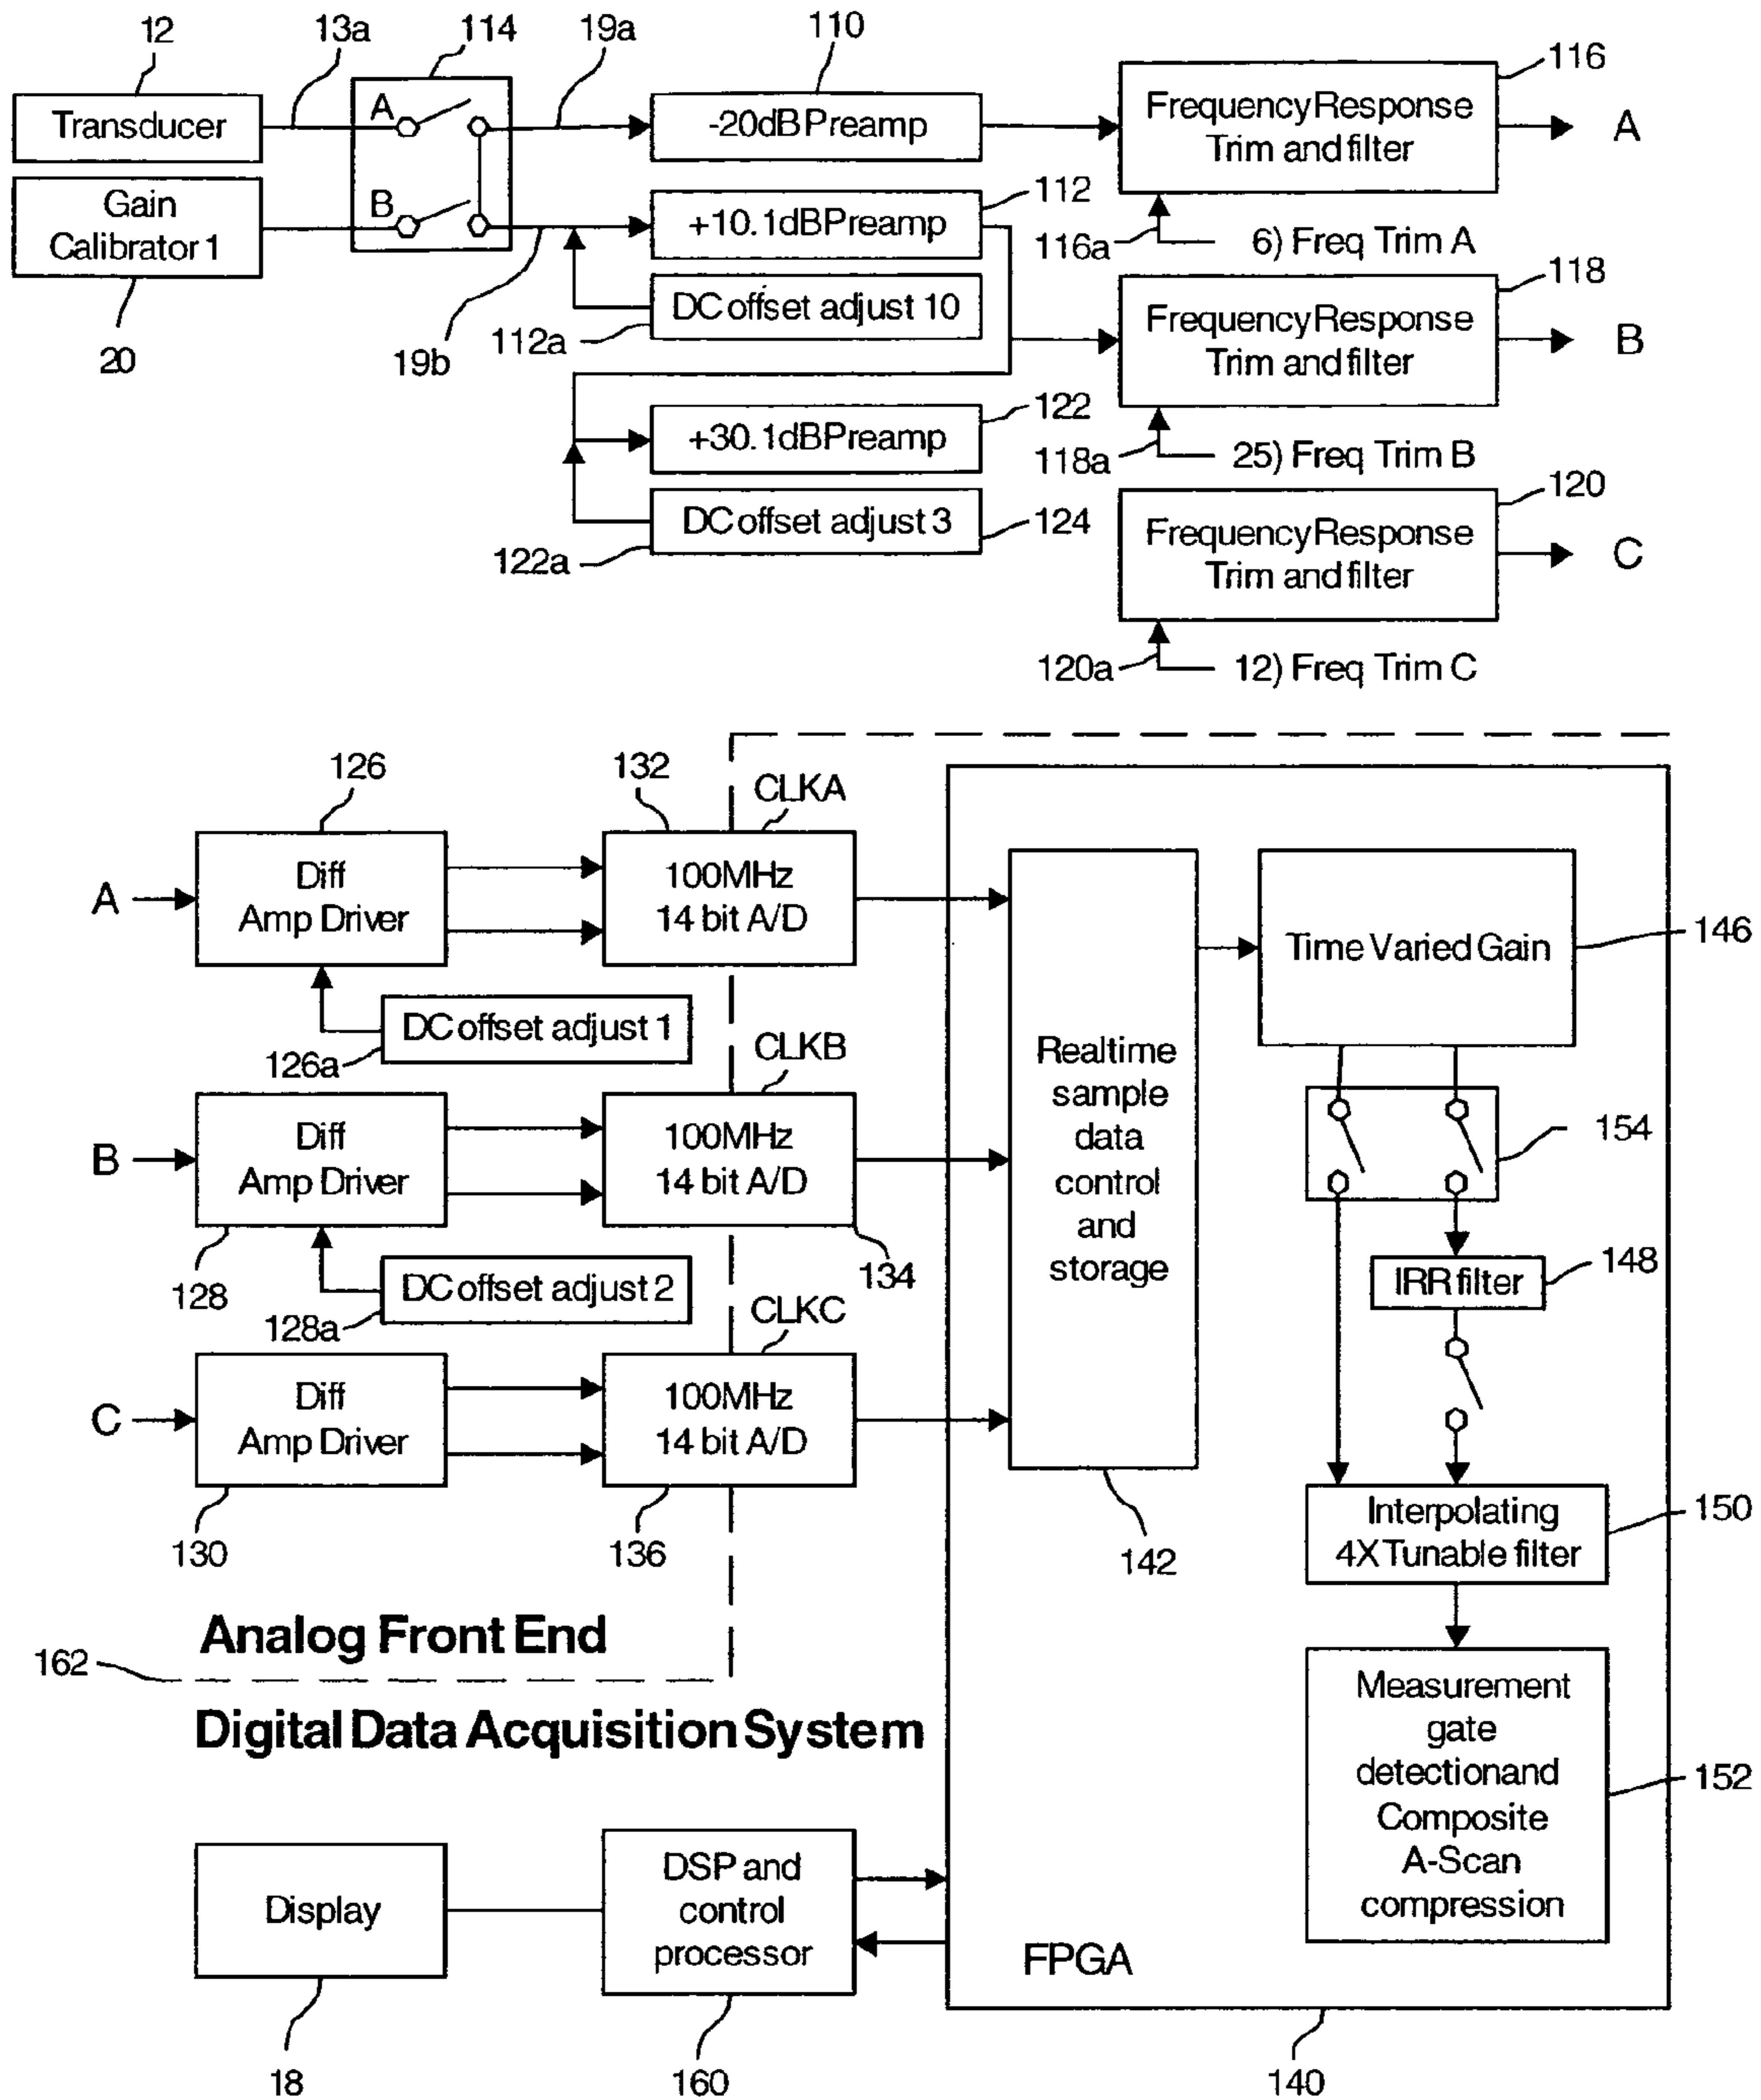 12
13a
114
19a
110
116
Transducer
A
-20dB Preamp
Frequency Response
Trim and filter
A
Gain
Calibrator 1
B
+10.1dB Preamp
112
116a
6) Freq Trim A
20
19b
112a
DC offset adjust 10
118
Frequency Response
Trim and filter
B
+30.1dB Preamp
122
118a
25) Freq Trim B
122a
DC offset adjust 3
124
120
Frequency Response
Trim and filter
C
120a
12) Freq Trim C
126
132
CLKA
A
Diff
Amp Driver
100MHz
14 bit A/D
DC offset adjust 1
126a
CLKB
B
Diff
Amp Driver
100MHz
14 bit A/D
128
DC offset adjust 2
128a
134
CLKC
C
Diff
Amp Driver
100MHz
14 bit A/D
130
136
Realtime
sample
data
control
and
storage
142
Time Varied Gain
146
154
IRR filter
148
Interpolating
4X Tunable filter
150
Measurement
gate
detectionand
Composite
A-Scan
compression
152
Analog Front End
162
Digital Data Acquisition System
Display
DSP and
control
processor
FPGA
18
160
140